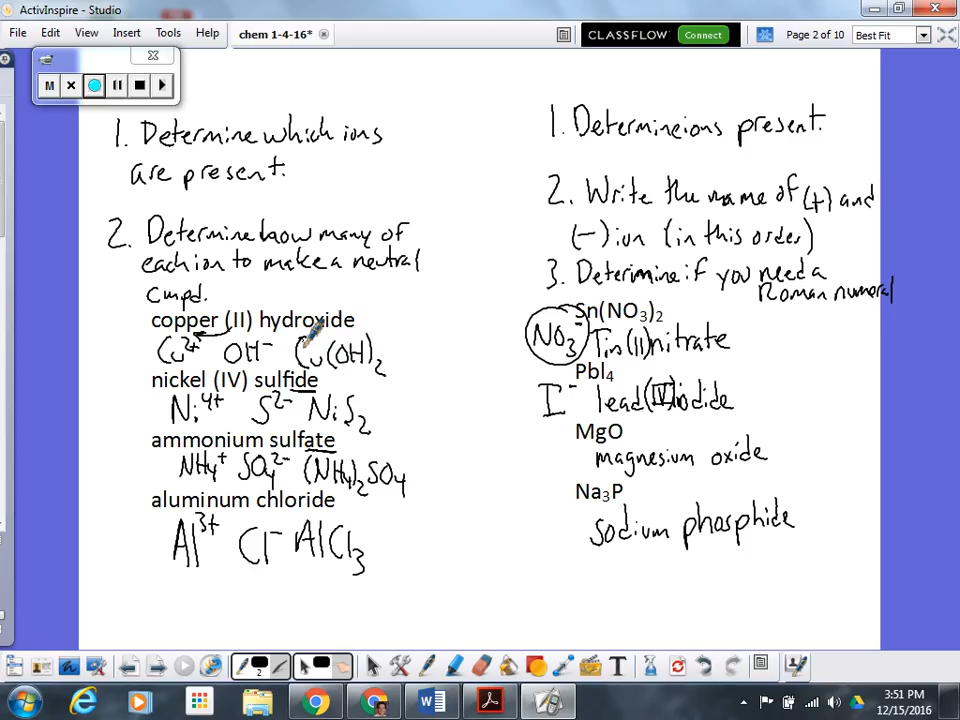 ActivInspire - Studio
File Edit View Insert Tools Help chem 1-4-16* CLASSFLOW Connect Page 2 of 10 Best Fit
M
1. Determine which ions
are present.
2. Determine how many of
each ion to make a neutral
cmpd.
copper (II) hydroxide
Cu²⁺ OH⁻ Cu(OH)₂
nickel (IV) sulfide
Ni⁴⁺ S²⁻ NiS₂
ammonium sulfate
NH₄⁺ SO₄²⁻ (NH₄)₂SO₄
aluminum chloride
Al³⁺ Cl⁻ AlCl₃
1. Determine ions present.
2. Write the name of (+) and
(−) ion (in this order)
3. Determine if you need a
Roman numeral
Sn(NO₃)₂
NO₃⁻ Tin (II) nitrate
PbI₄
I⁻ lead (IV) iodide
MgO
magnesium oxide
Na₃P
sodium phosphide
2 T
W
3:51 PM
12/15/2016